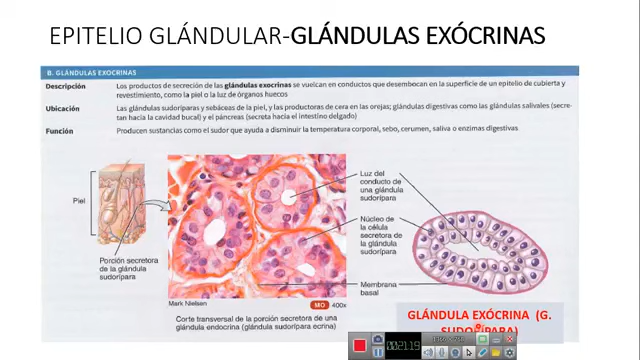 EPITELIO GLÁNDULAR-GLÁNDULAS EXÓCRINAS
B. GLÁNDULAS EXOCRINAS
Descripción Los productos de secreción de las glándulas exocrinas se vuelcan en conductos que desembocan en la superficie de un epitelio de cubierta y
revestimiento, como la piel o la luz de órganos huecos
Ubicación Las glándulas sudoríparas y sebáceas de la piel, y las productoras de cera en las orejas; glándulas digestivas como las glándulas salivales (secre-
tan hacia la cavidad bucal) y el páncreas (secreta hacia el intestino delgado)
Función Producen sustancias como el sudor que ayuda a disminuir la temperatura corporal, sebo, cerumen, saliva o enzimas digestivas
Piel
Porción secretora
de la glándula
sudorípara
Luz del
conducto de
una glándula
sudorípara
Núcleo de
la célula
secretora de
la glándula
sudorípara
Membrana
basal
Mark Nielsen
MO 400x
Corte transversal de la porción secretora de una
glándula endocrina (glándula sudorípara ecrina)
GLÁNDULA EXÓCRINA (G.
SUDORÍPARA)